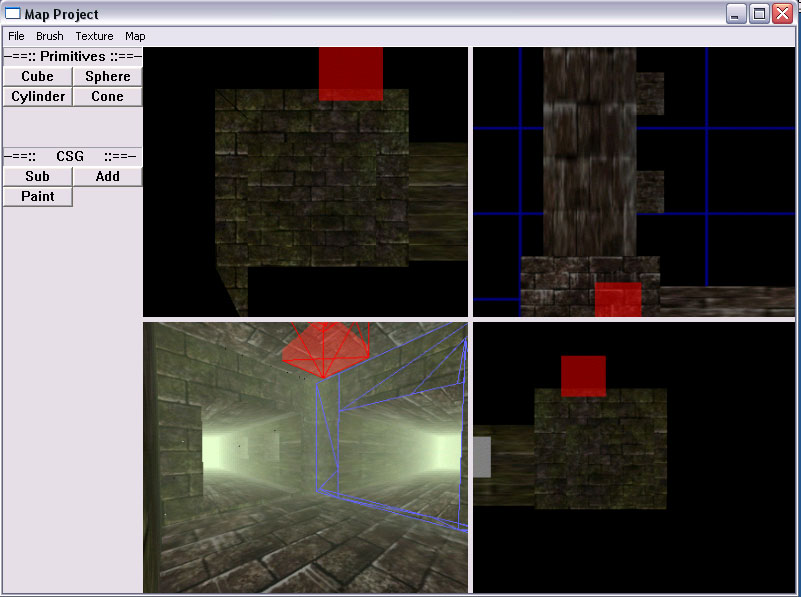 Map Project
File Brush Texture Map
—==:: Primitives ::==—
Cube Sphere
Cylinder Cone
—==:: CSG ::==—
Sub Add
Paint